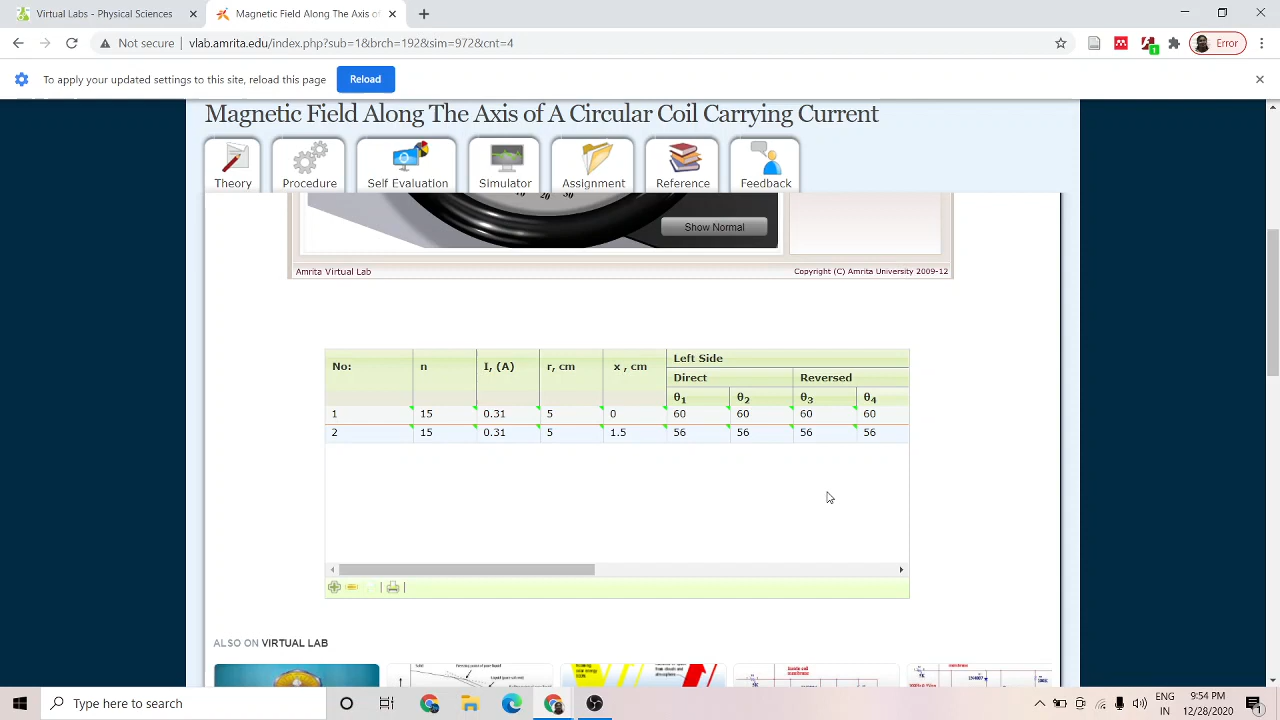 Virtual Labs - Physical Sciences
Magnetic Field Along The Axis of
Not secure
vlab.amrita.edu/index.php?sub=1&brch=192&sim=972&cnt=4
1
Error
To apply your updated settings to this site, reload this page
Reload
Magnetic Field Along The Axis of A Circular Coil Carrying Current
Theory
Procedure
Self Evaluation
Simulator
Assignment
Reference
Feedback
20 30
Show Normal
Amrita Virtual Lab
Copyright (C) Amrita University 2009-12
No: n I, (A) r, cm x , cm Left Side
Direct Reversed
θ1 θ2 θ3 θ4
1 15 0.31 5 0 60 60 60 60
2 15 0.31 5 1.5 56 56 56 56
ALSO ON VIRTUAL LAB
Type here to search
ENG
IN
9:54 PM
12/28/2020
1